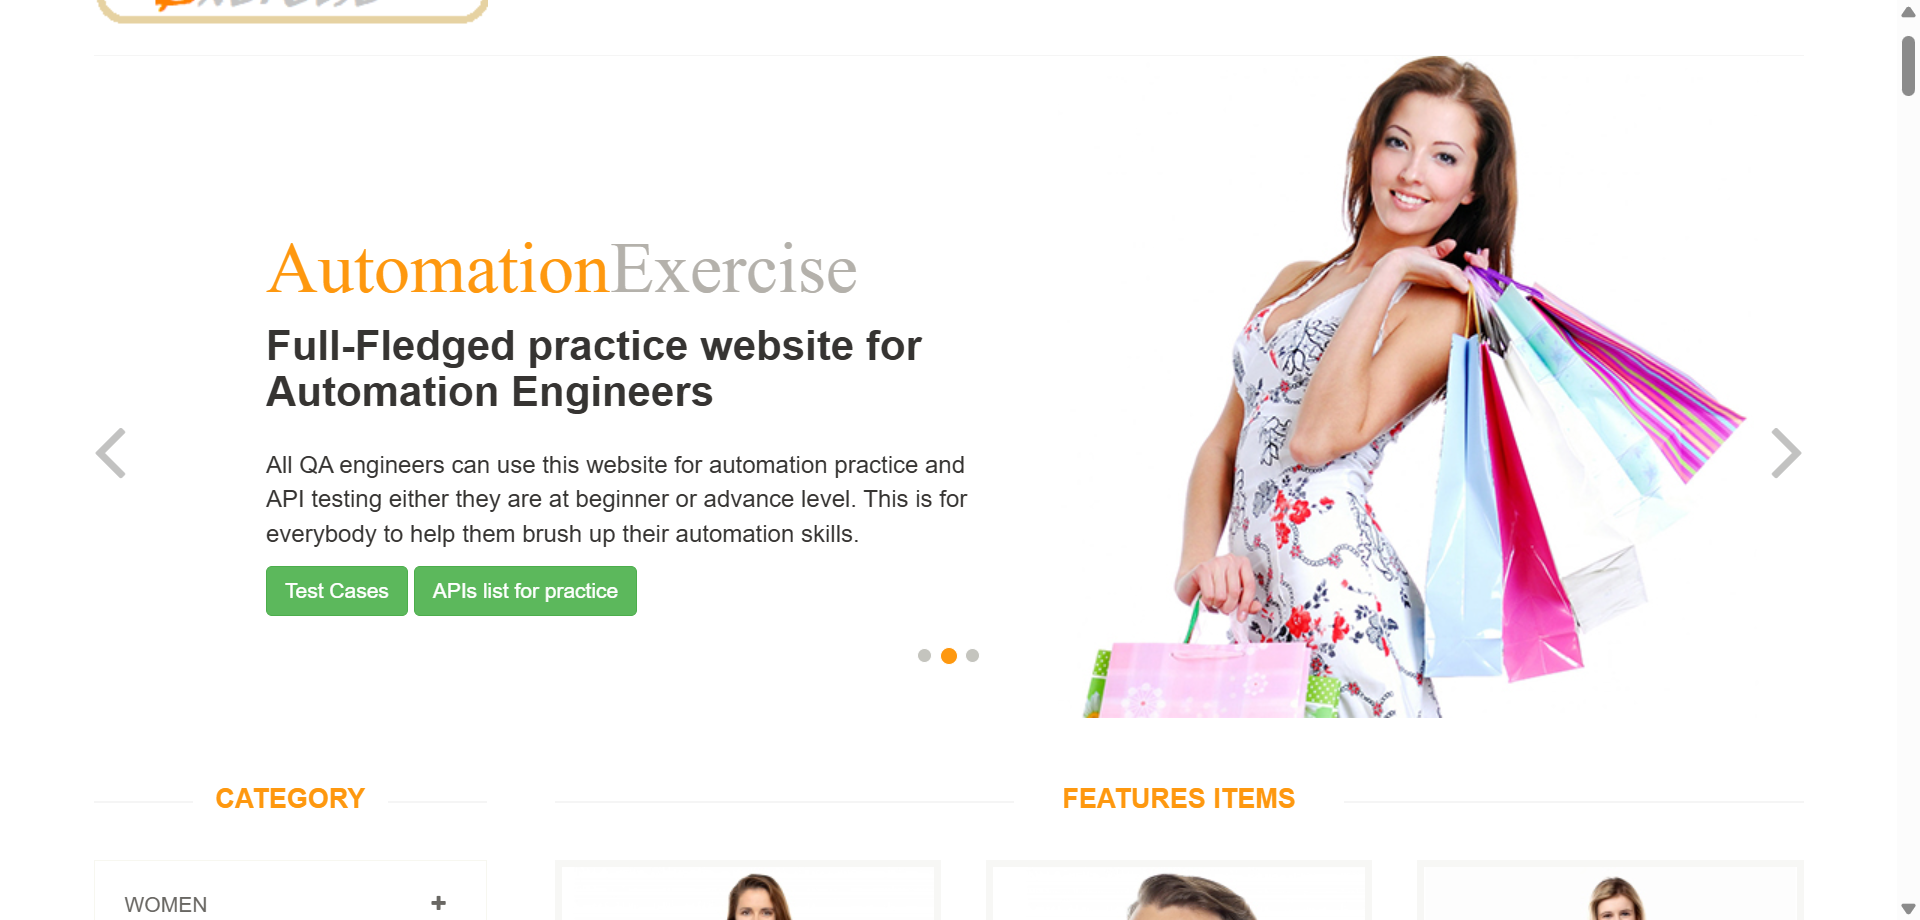 AutomationExercise
Full-Fledged practice website for
Automation Engineers
All QA engineers can use this website for automation practice and
API testing either they are at beginner or advance level. This is for
everybody to help them brush up their automation skills.
Test Cases
APIs list for practice
CATEGORY
FEATURES ITEMS
WOMEN